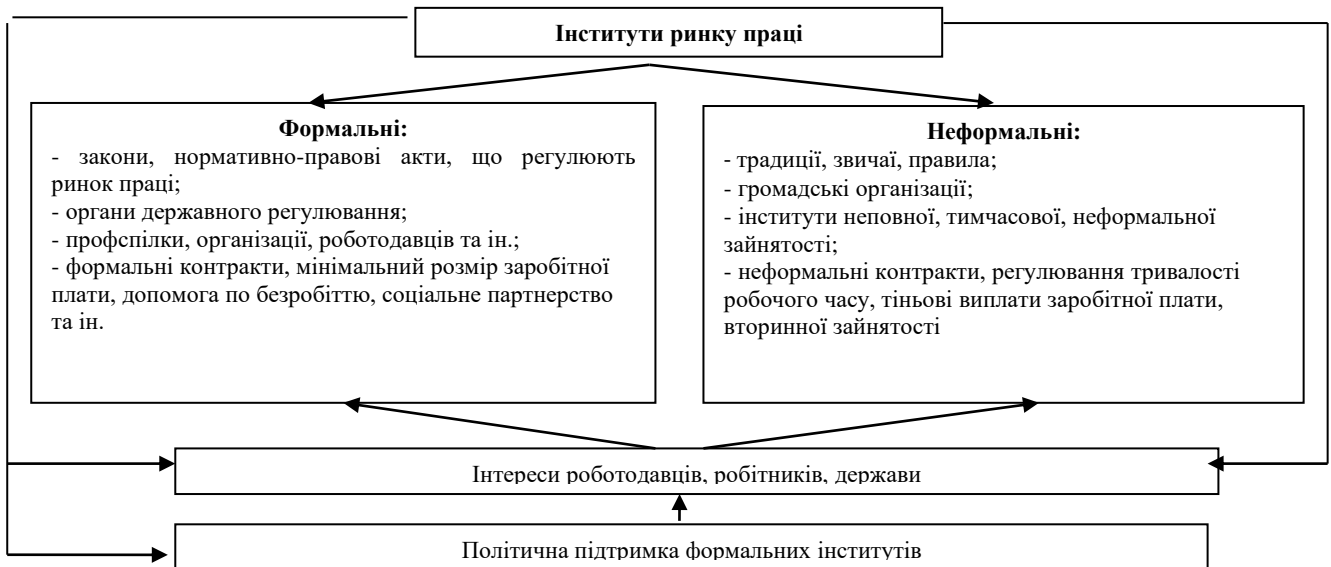 Інститути ринку праці
Формальні:
- закони, нормативно-правові акти, що регулюють
ринок праці;
- органи державного регулювання;
- профспілки, організації, роботодавців та ін.;
- формальні контракти, мінімальний розмір заробітної
плати, допомога по безробіттю, соціальне партнерство
та ін.
Неформальні:
- традиції, звичаї, правила;
- громадські організації;
- інститути неповної, тимчасової, неформальної
зайнятості;
- неформальні контракти, регулювання тривалості
робочого часу, тіньові виплати заробітної плати,
вторинної зайнятості
Інтереси роботодавців, робітників, держави
Політична підтримка формальних інститутів